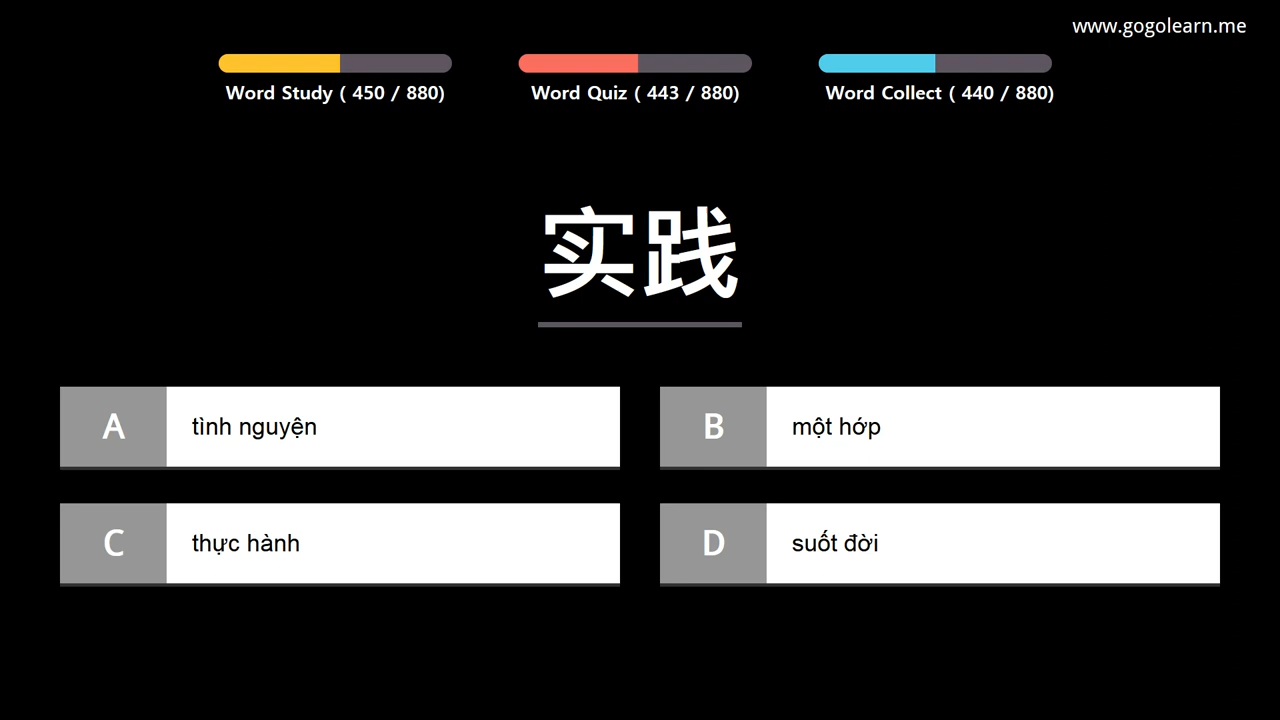 www.gogolearn.me
Word Study ( 450 / 880)
Word Quiz ( 443 / 880)
Word Collect ( 440 / 880)
实践
A tình nguyện
B một hớp
C thực hành
D suốt đời